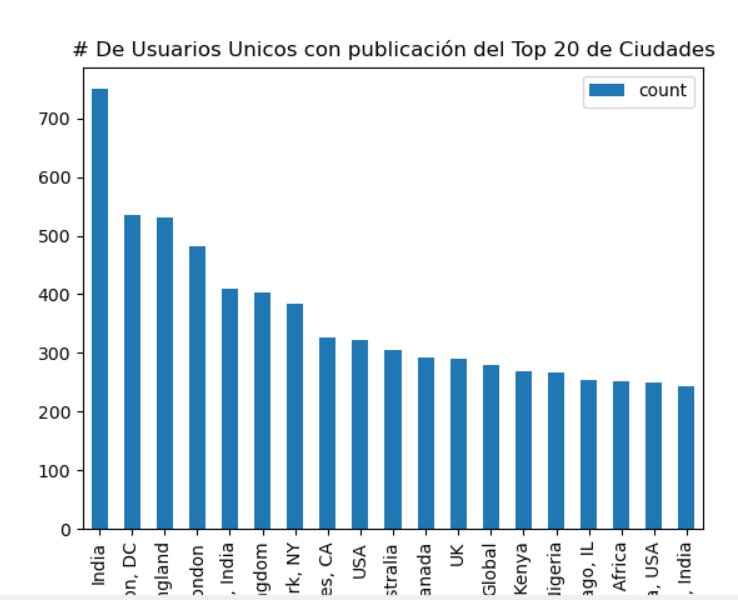 # De Usuarios Unicos con publicación del Top 20 de Ciudades
count
700
600
500
400
300
200
100
0
India
on, DC
ngland
ondon
, India
gdom
rk, NY
es, CA
USA
stralia
anada
UK
Global
Kenya
ligeria
ago, IL
Africa
a, USA
, India